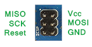 MISO Vcc
SCK MOSI
Reset GND